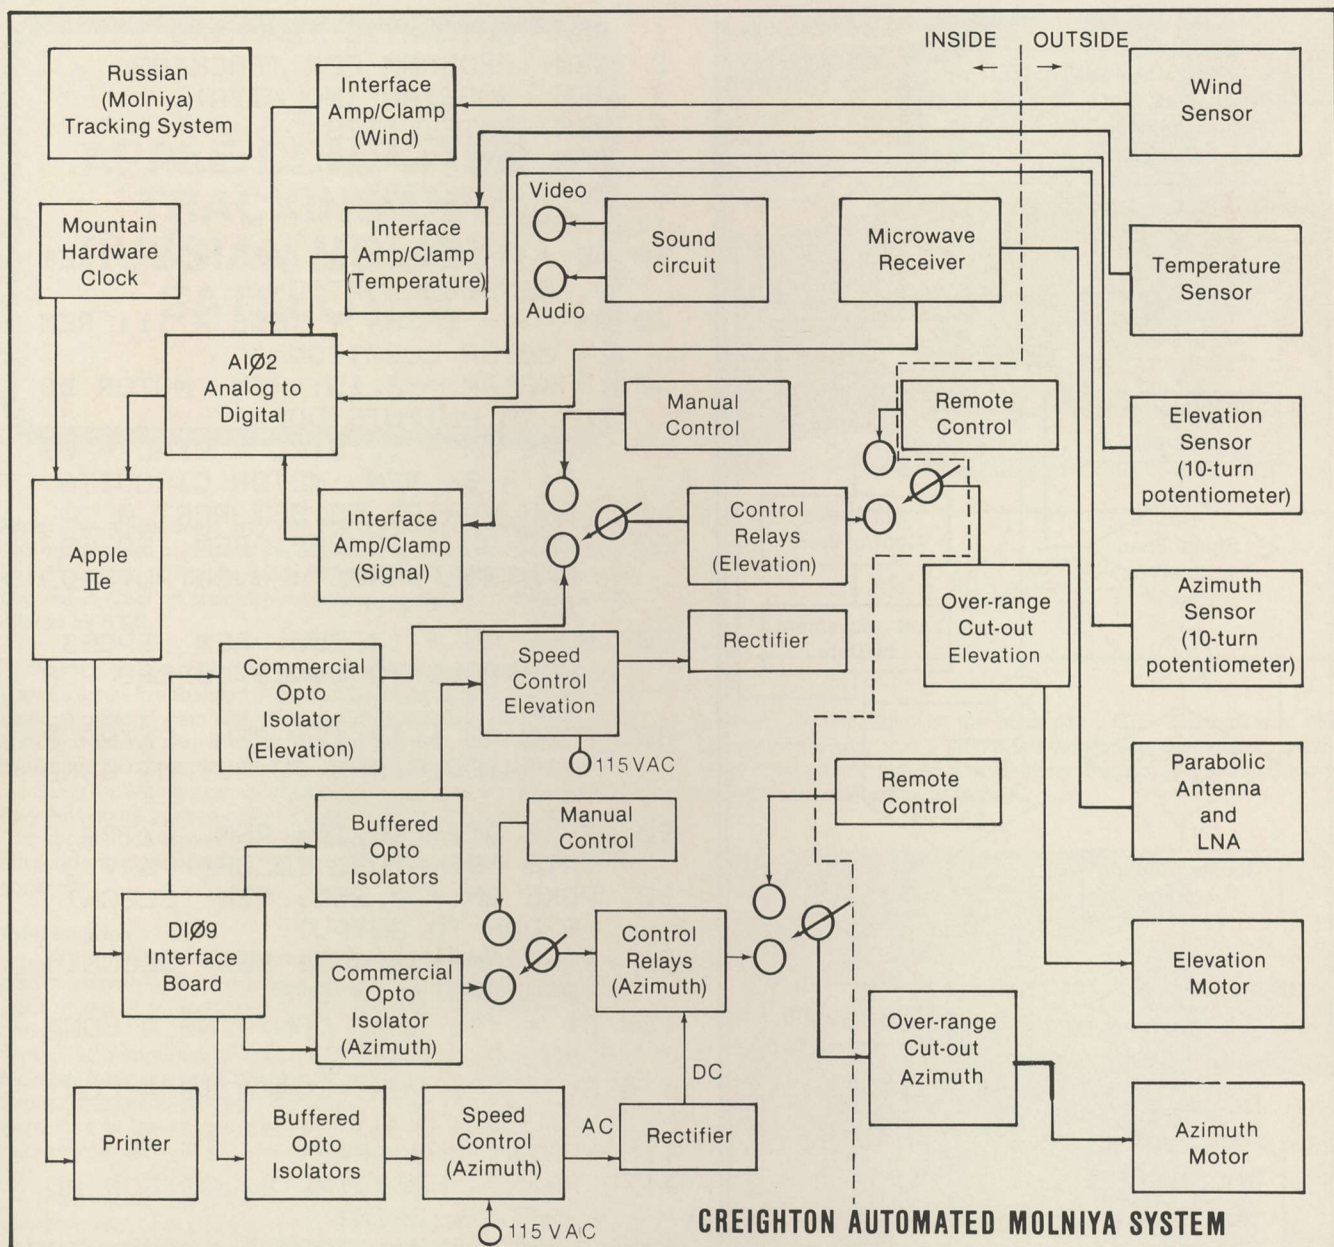 INSIDE
OUTSIDE
Russian
(Molniya)
Tracking System
Interface
Amp/Clamp
(Wind)
Wind
Sensor
Mountain
Hardware
Clock
Interface
Amp/Clamp
(Temperature)
Video
Audio
Sound
circuit
Microwave
Receiver
Temperature
Sensor
AIØ2
Analog to
Digital
Manual
Control
Remote
Control
Elevation
Sensor
(10-turn
potentiometer)
Apple
IIe
Interface
Amp/Clamp
(Signal)
Control
Relays
(Elevation)
Over-range
Cut-out
Elevation
Azimuth
Sensor
(10-turn
potentiometer)
Commercial
Opto
Isolator
(Elevation)
Speed
Control
Elevation
Rectifier
115 VAC
Buffered
Opto
Isolators
Manual
Control
Remote
Control
Parabolic
Antenna
and
LNA
DIØ9
Interface
Board
Commercial
Opto
Isolator
(Azimuth)
Control
Relays
(Azimuth)
Elevation
Motor
Over-range
Cut-out
Azimuth
DC
Printer
Buffered
Opto
Isolators
Speed
Control
(Azimuth)
AC
Rectifier
Azimuth
Motor
115 VAC
CREIGHTON AUTOMATED MOLNIYA SYSTEM